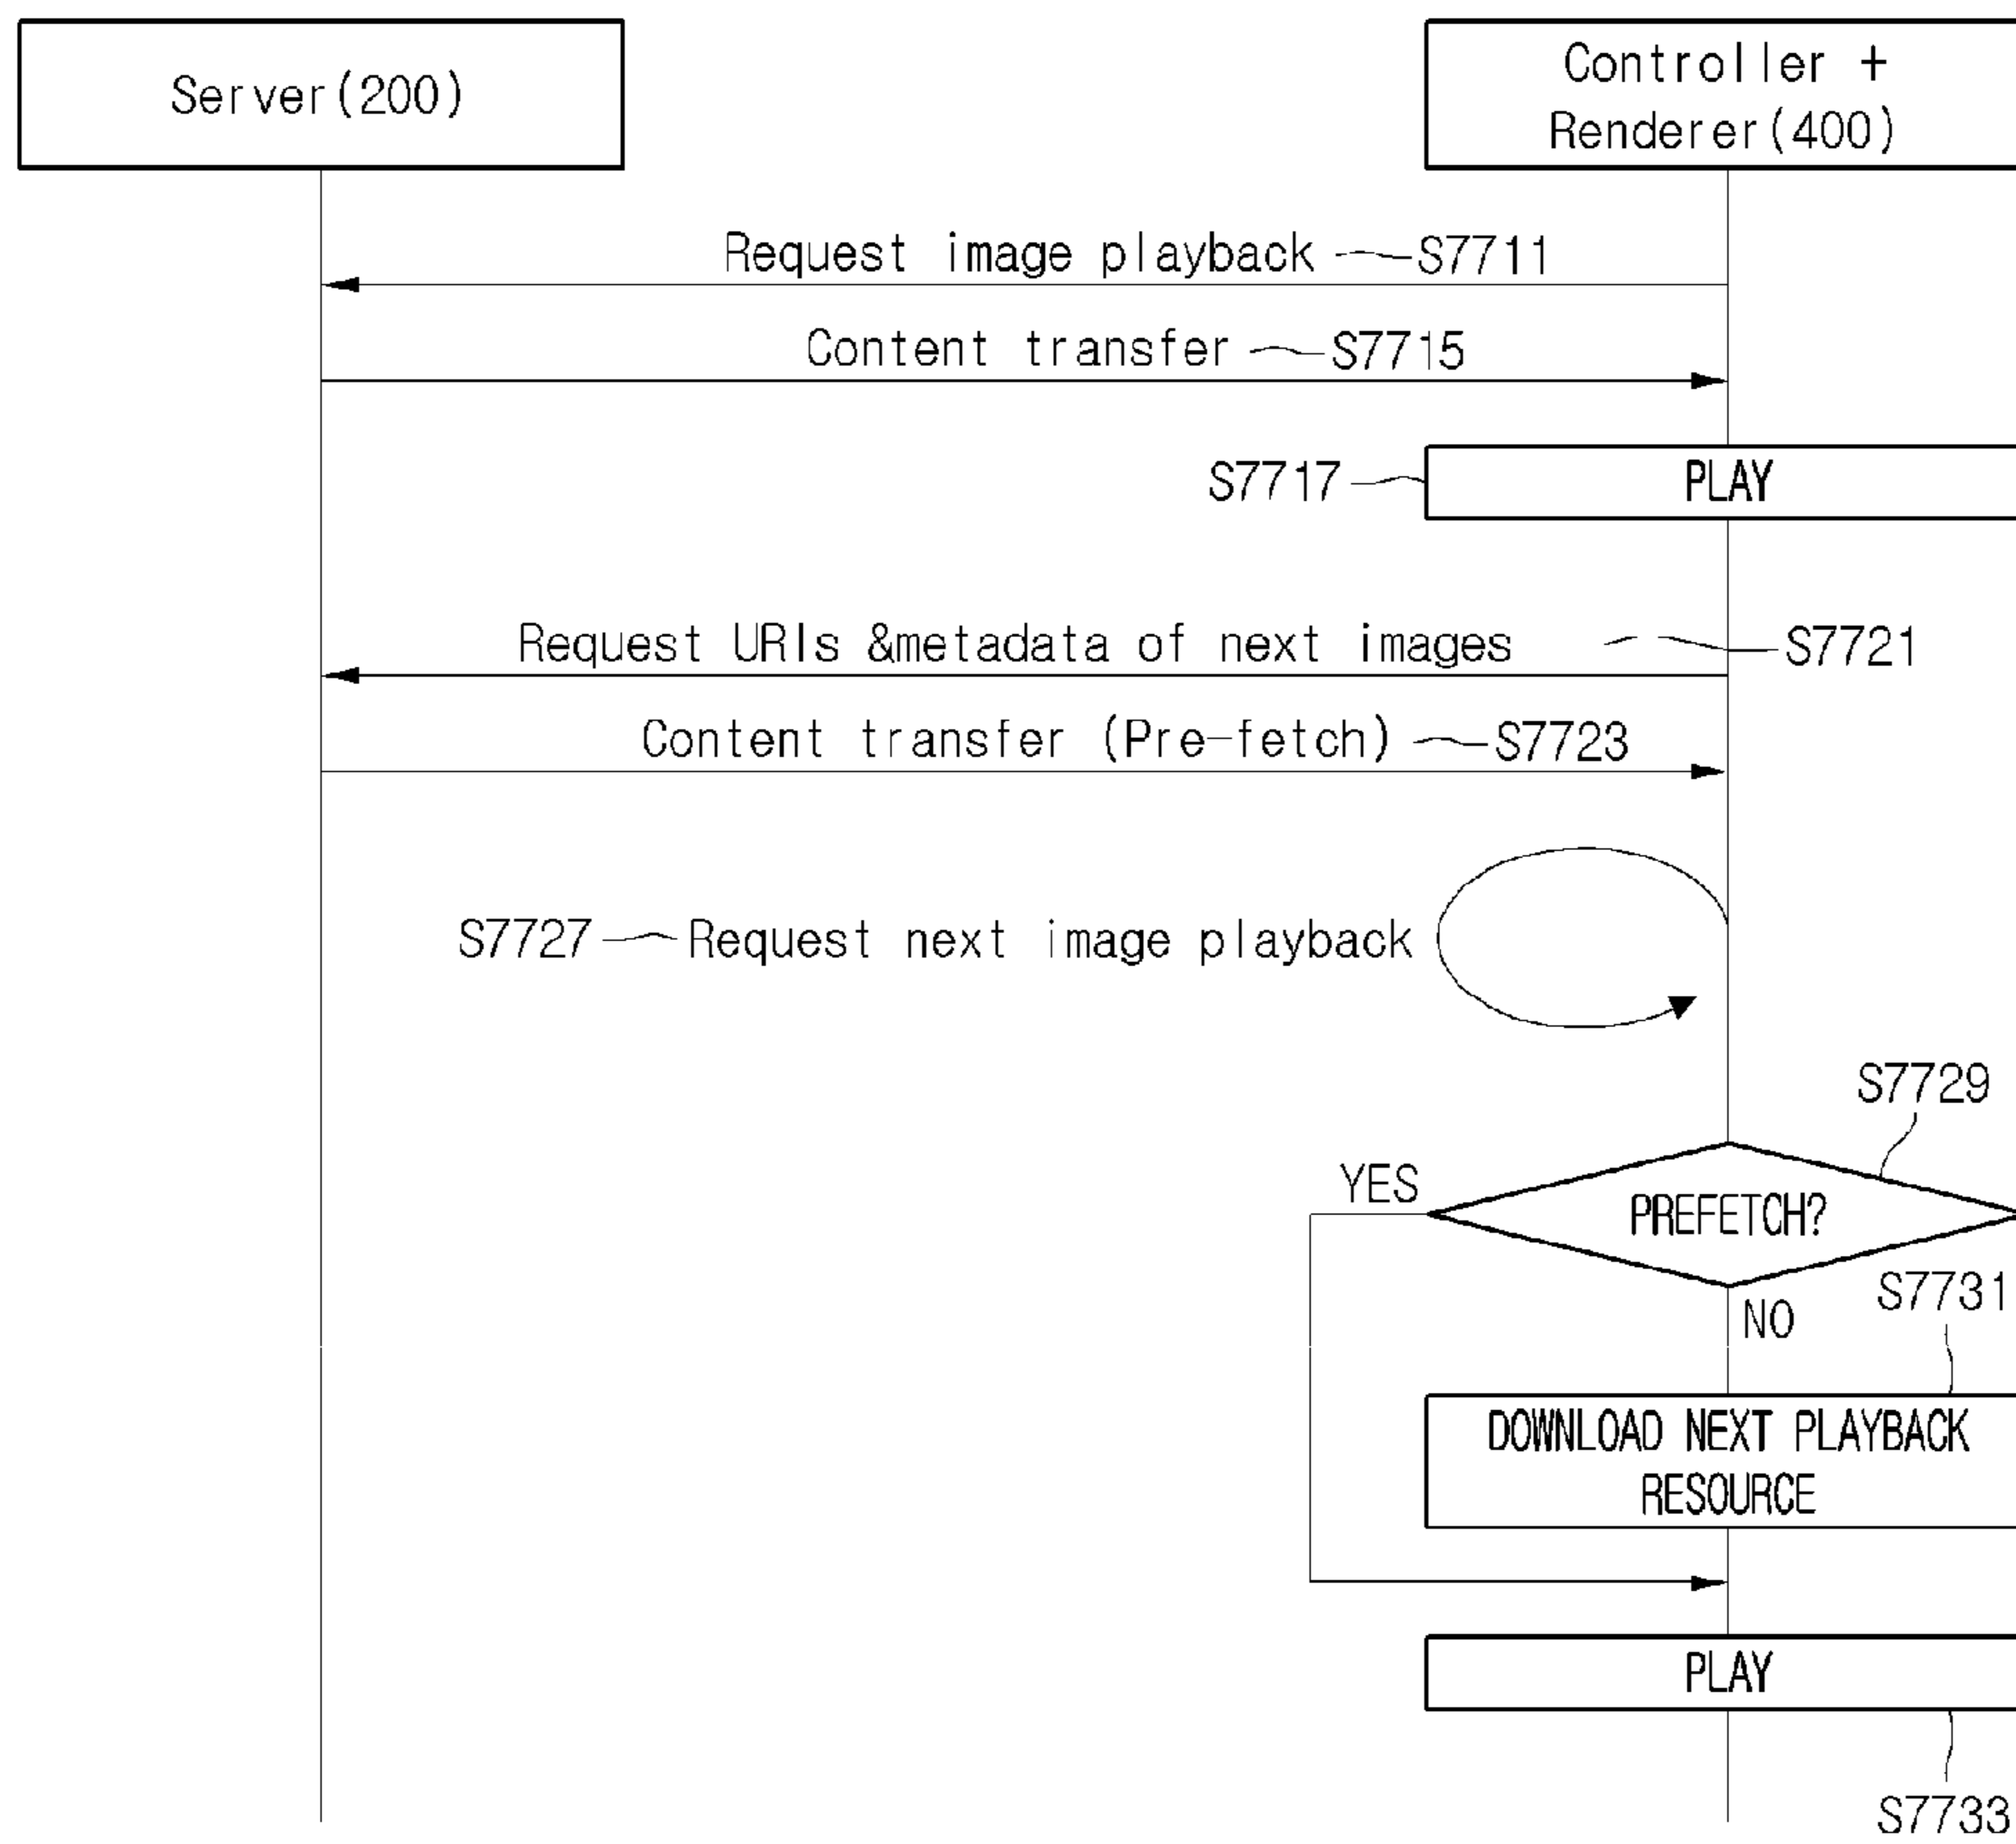 Server(200)
Controller +
Renderer(400)
Request image playback S7711
Content transfer S7715
S7717 PLAY
Request URIs &metadata of next images S7721
Content transfer (Pre-fetch) S7723
S7727 Request next image playback
S7729
YES
PREFETCH?
S7731
NO
DOWNLOAD NEXT PLAYBACK
RESOURCE
PLAY
S7733